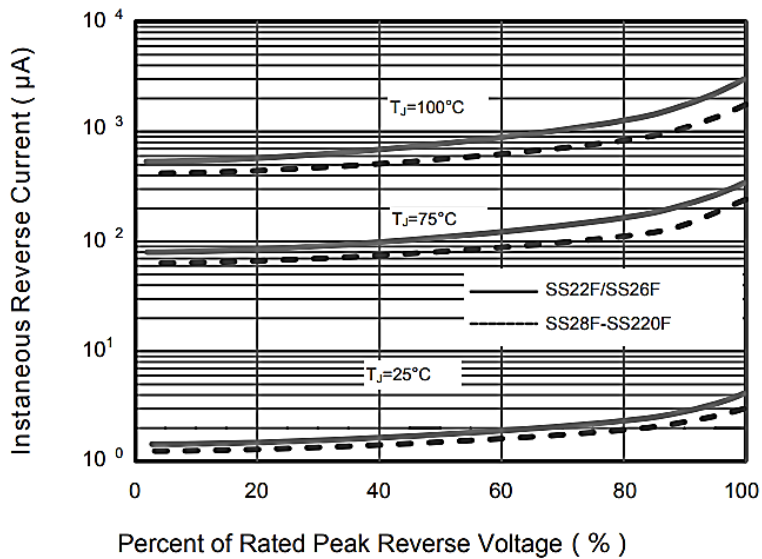 Instaneous Reverse Current ( μA)
10 4
10 3
10 2
10 1
10 0
TJ=100°C
TJ=75°C
SS22F/SS26F
SS28F-SS220F
TJ=25°C
0 20 40 60 80 100
Percent of Rated Peak Reverse Voltage ( % )